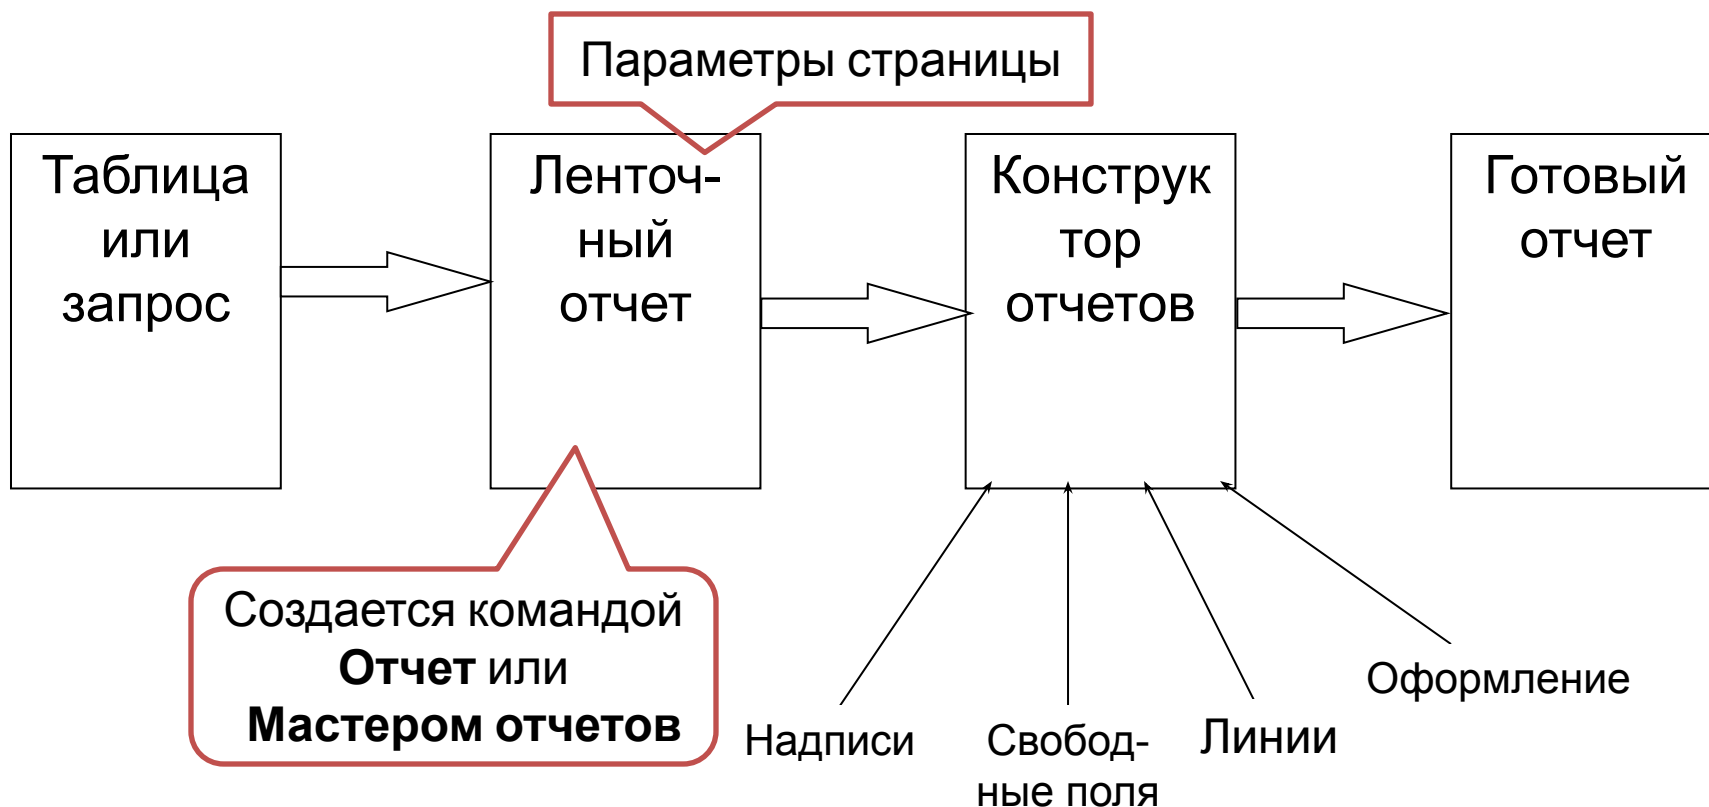 Параметры страницы
Таблица
или
запрос
Ленточ-
ный
отчет
Конструк
тор
отчетов
Готовый
отчет
Создается командой
Отчет или
Мастером отчетов
Надписи
Свобод-
ные поля
Линии
Оформление